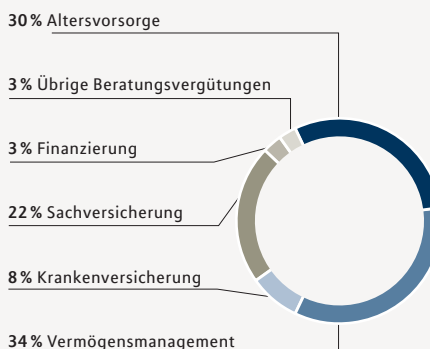 30 % Altersvorsorge
3 % Übrige Beratungsvergütungen
3 % Finanzierung
22 % Sachversicherung
8 % Krankenversicherung
34 % Vermögensmanagement